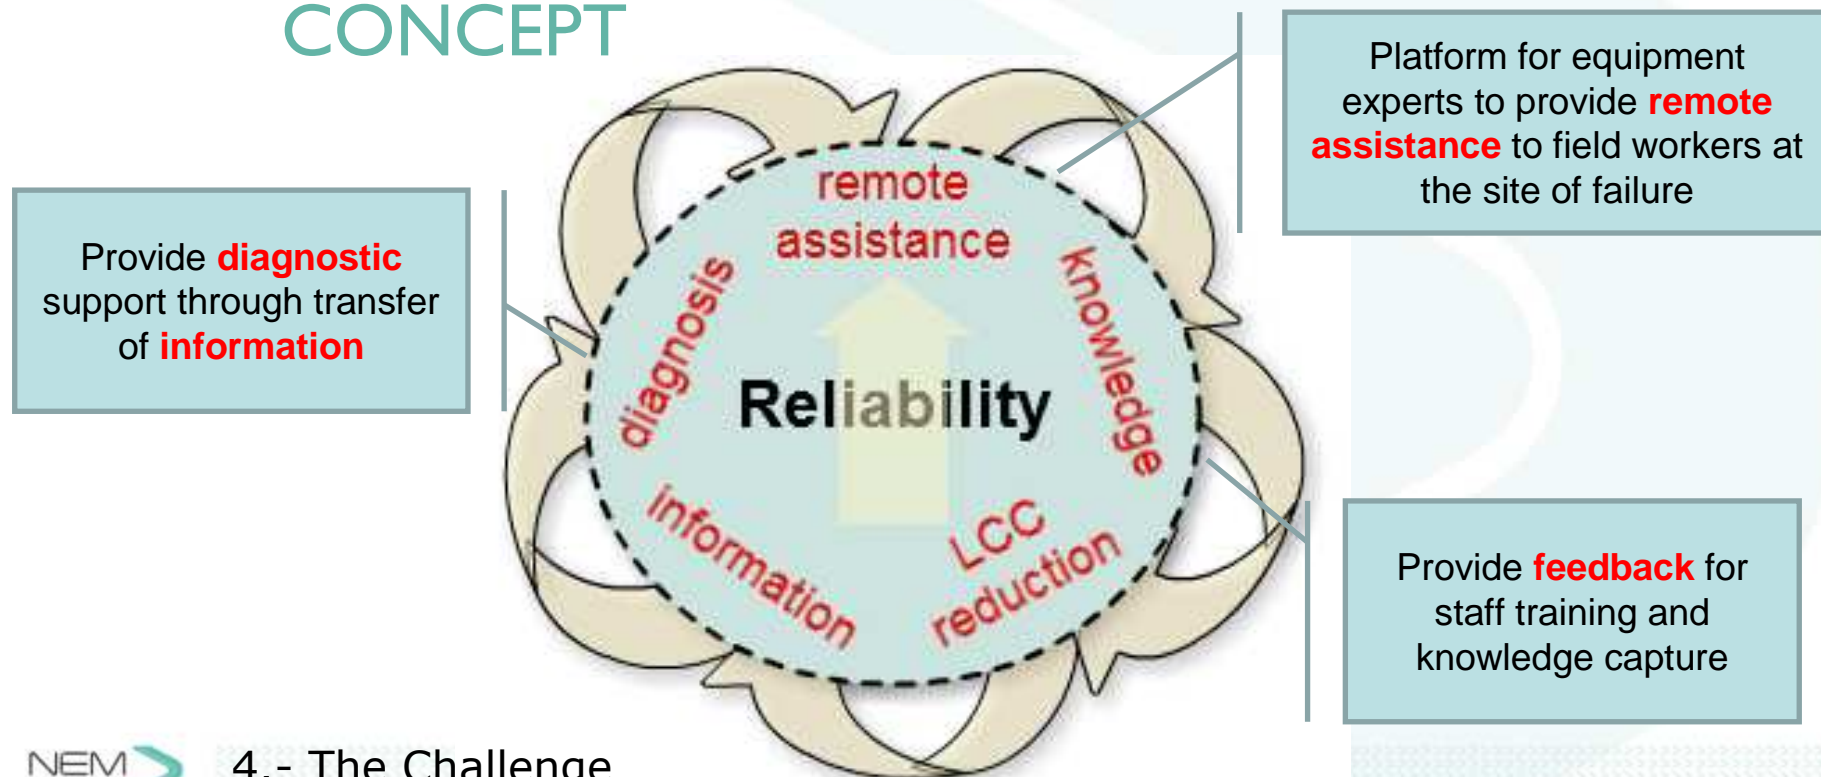 CONCEPT
Platform for equipment
experts to provide remote
assistance to field workers at
the site of failure
Provide diagnostic
support through transfer
of information
remote
assistance
diagnosis
knowledge
Reliability
information
LCC
reduction
Provide feedback for
staff training and
knowledge capture
NEM
4.- The Challenge